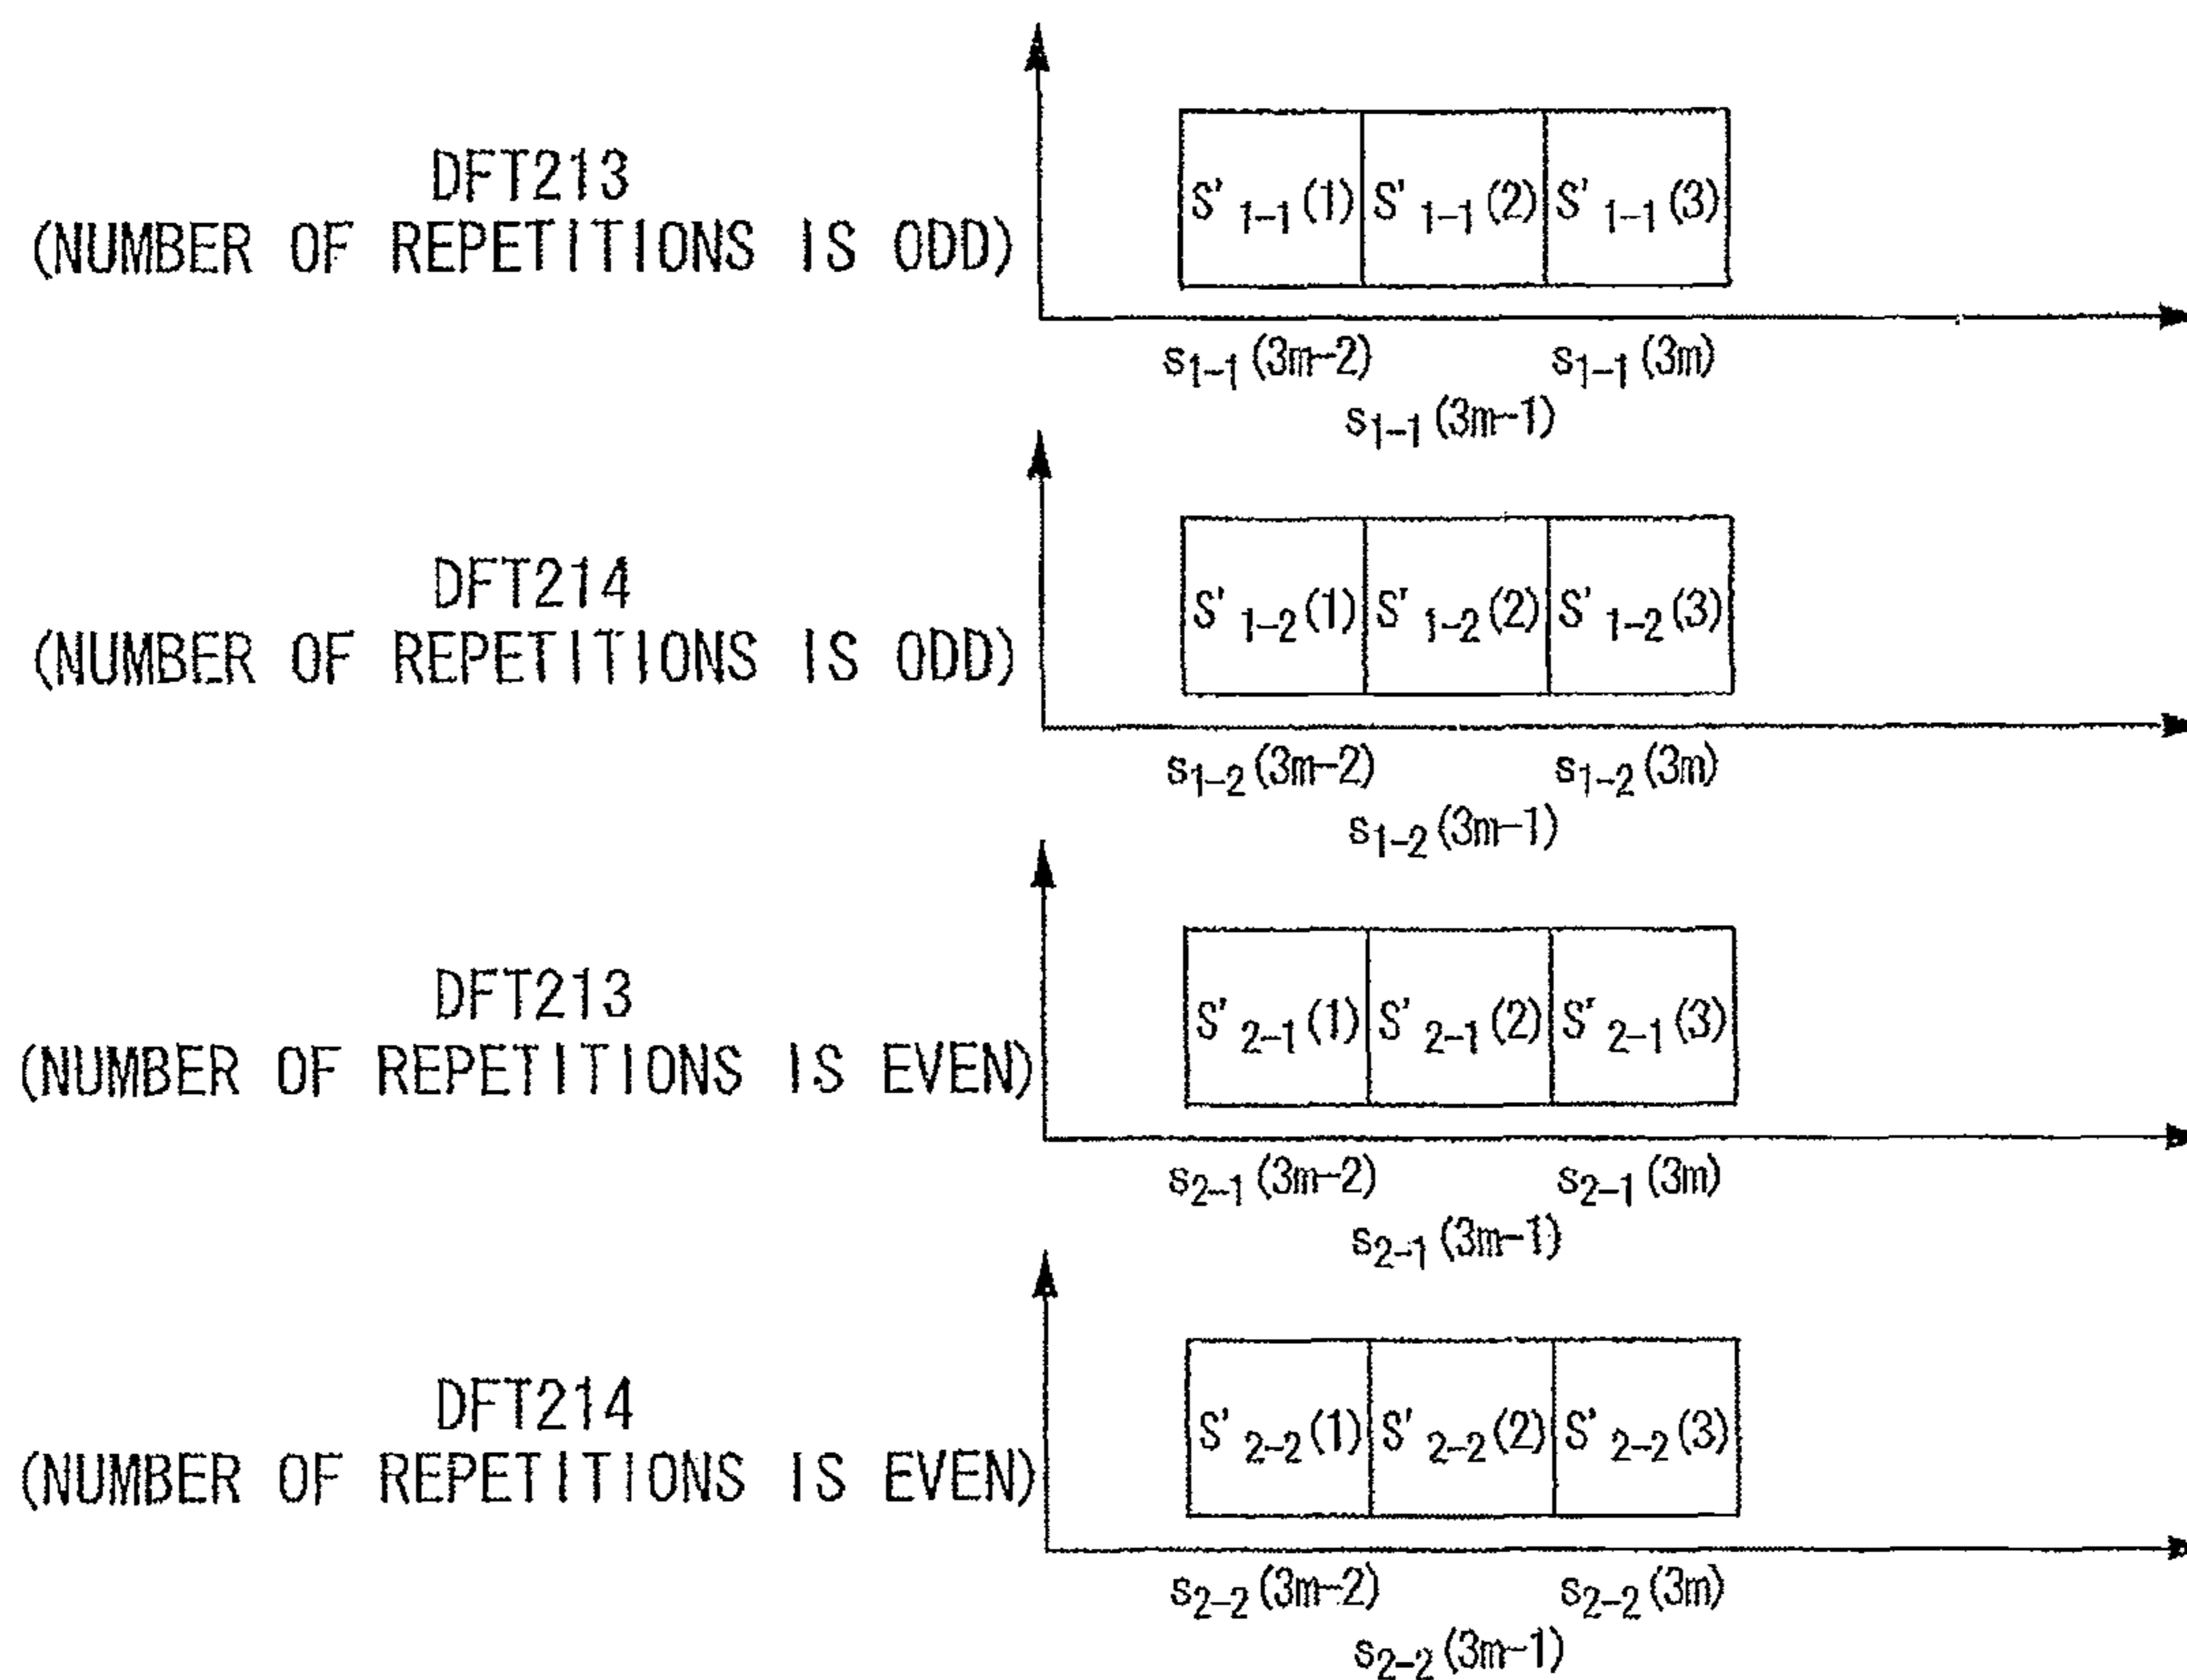 DFT213
(NUMBER OF REPETITIONS IS ODD)
S'1-1(1) S'1-1(2) S'1-1(3)
s1-1(3m-2) s1-1(3m)
s1-1(3m-1)
DFT214
(NUMBER OF REPETITIONS IS ODD)
S'1-2(1) S'1-2(2) S'1-2(3)
s1-2(3m-2) s1-2(3m)
s1-2(3m-1)
DFT213
(NUMBER OF REPETITIONS IS EVEN)
S'2-1(1) S'2-1(2) S'2-1(3)
s2-1(3m-2) s2-1(3m)
s2-1(3m-1)
DFT214
(NUMBER OF REPETITIONS IS EVEN)
S'2-2(1) S'2-2(2) S'2-2(3)
s2-2(3m-2) s2-2(3m)
s2-2(3m-1)